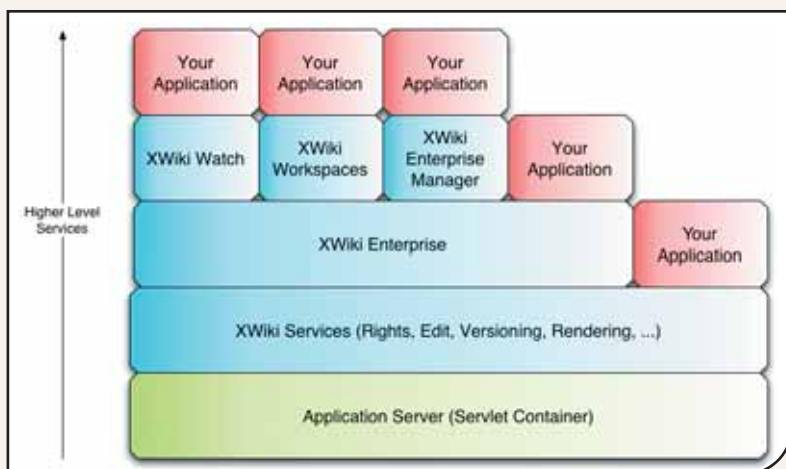 Your
Application
Your
Application
Your
Application
XWiki Watch
XWiki
Workspaces
XWiki
Enterprise
Manager
Your
Application
Higher Level
Services
XWiki Enterprise
Your
Application
XWiki Services (Rights, Edit, Versioning, Rendering, ...)
Application Server (Servlet Container)